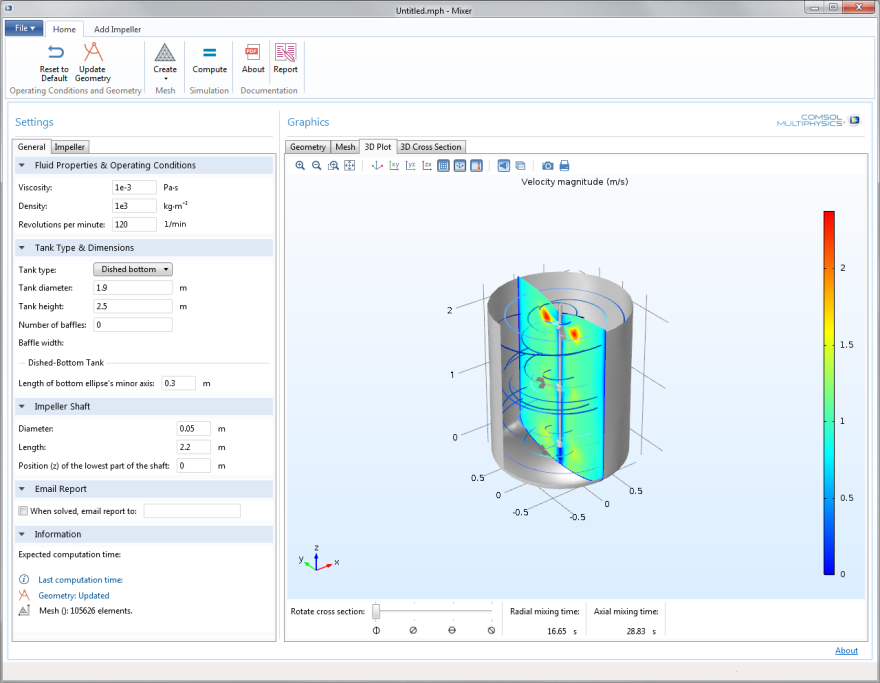 Untitled.mph - Mixer
File
Home
Add Impeller
Reset to Default
Update Geometry
Create
Compute
PDF
About
Report
Operating Conditions and Geometry
Mesh
Simulation
Documentation
Settings
General
Impeller
Fluid Properties & Operating Conditions
Viscosity: 1e-3 Pa·s
Density: 1e3 kg·m⁻³
Revolutions per minute: 120 1/min
Tank Type & Dimensions
Tank type: Dished bottom
Tank diameter: 1.9 m
Tank height: 2.5 m
Number of baffles: 0
Baffle width:
Dished-Bottom Tank
Length of bottom ellipse's minor axis: 0.3 m
Impeller Shaft
Diameter: 0.05 m
Length: 2.2 m
Position (z) of the lowest part of the shaft: 0 m
Email Report
When solved, email report to:
Information
Expected computation time:
Last computation time:
Geometry: Updated
Mesh (): 105626 elements.
Graphics
COMSOL
MULTIPHYSICS®
Geometry
Mesh
3D Plot
3D Cross Section
xy
yz
zx
Velocity magnitude (m/s)
2
1
0
0.5
0
-0.5
-0.5
0
0.5
2
1.5
1
0.5
0
z
y
x
Rotate cross section:
Radial mixing time:
16.65 s
Axial mixing time:
28.83 s
About